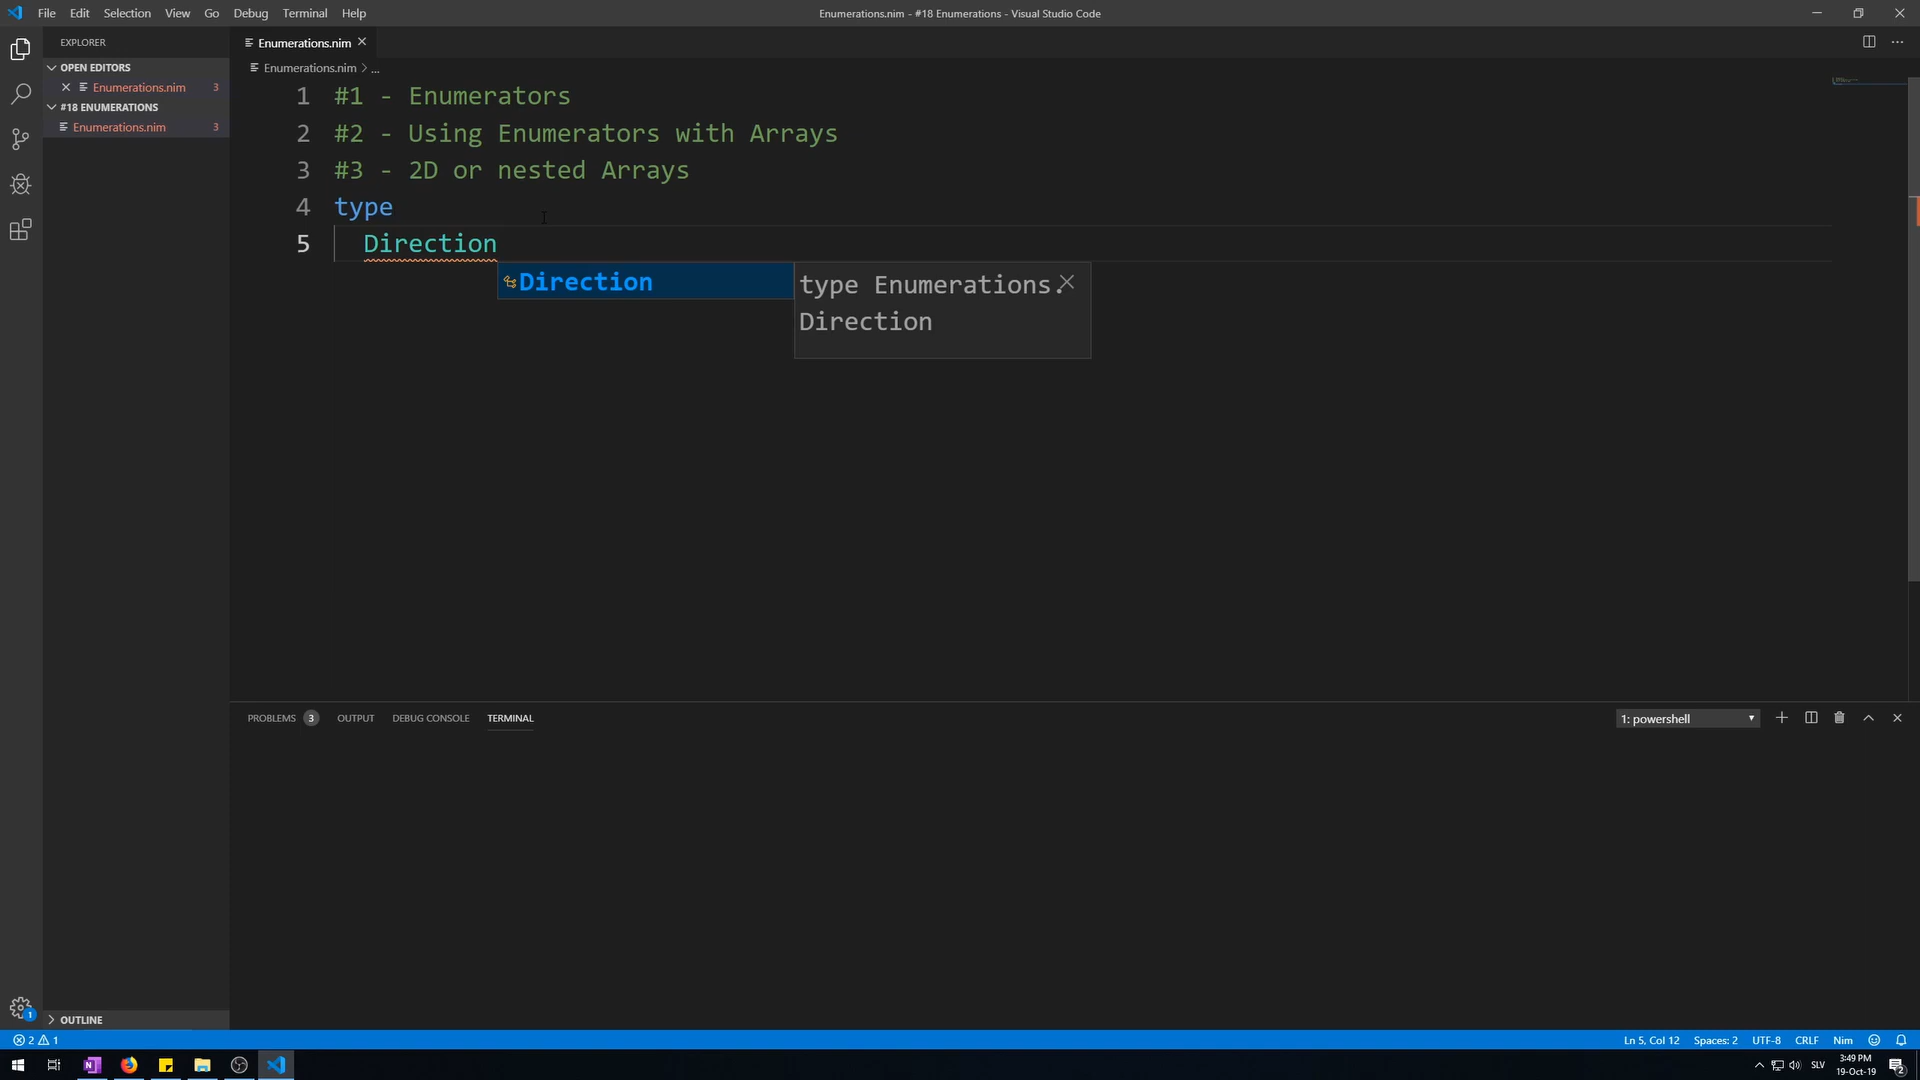 File Edit Selection View Go Debug Terminal Help
Enumerations.nim - #18 Enumerations - Visual Studio Code
EXPLORER
OPEN EDITORS
Enumerations.nim 3
#18 ENUMERATIONS
Enumerations.nim 3
OUTLINE
Enumerations.nim
Enumerations.nim > ...
1 #1 - Enumerators
2 #2 - Using Enumerators with Arrays
3 #3 - 2D or nested Arrays
4 type
5 Direction
Direction
type Enumerations.
Direction
PROBLEMS 3 OUTPUT DEBUG CONSOLE TERMINAL
1: powershell
1
2 1
Ln 5, Col 12 Spaces: 2 UTF-8 CRLF Nim
N
SLV
3:49 PM
19-Oct-19
2